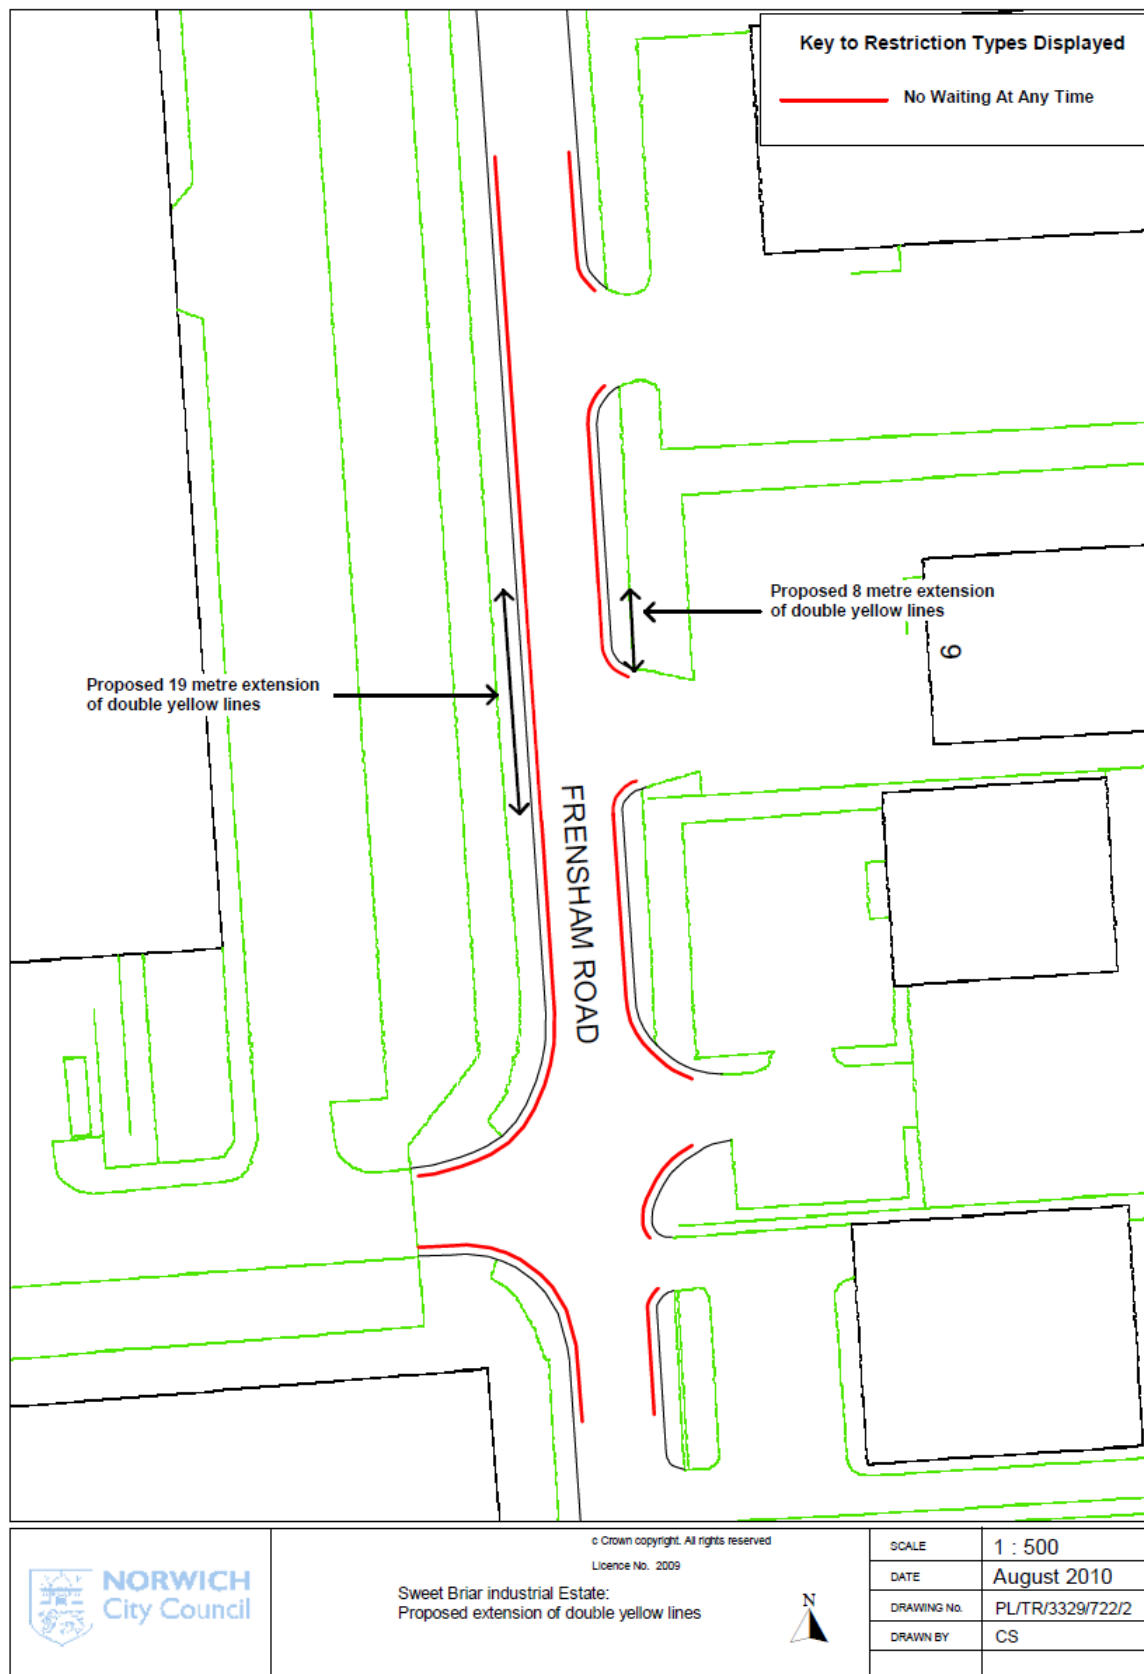 Key to Restriction Types Displayed
No Waiting At Any Time
Proposed 8 metre extension
of double yellow lines
9
Proposed 19 metre extension
of double yellow lines
FRENSHAM ROAD
NORWICH
City Council
c Crown copyright. All rights reserved
Licence No. 2009
Sweet Briar industrial Estate:
Proposed extension of double yellow lines
N
SCALE 1 : 500
DATE August 2010
DRAWING No. PL/TR/3329/722/2
DRAWN BY CS